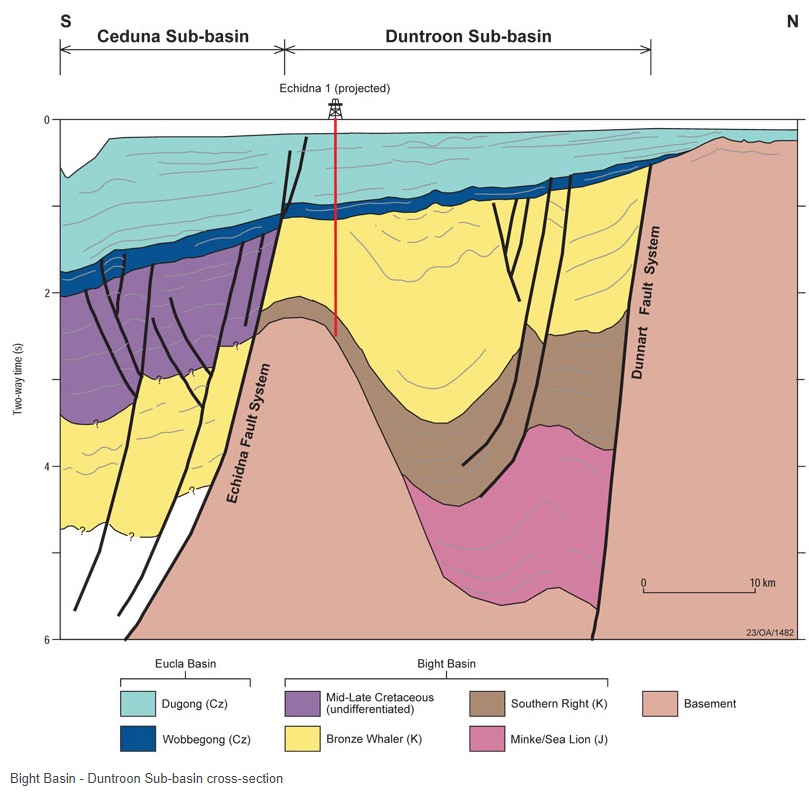 S
N
Ceduna Sub-basin
Duntroon Sub-basin
Echidna 1 (projected)
0
2
4
6
Two-way time (s)
Echidna Fault System
Dunnart Fault System
?
?
?
?
?
?
?
0
10 km
23/OA/1482
Eucla Basin
Bight Basin
Dugong (Cz)
Mid-Late Cretaceous
(undifferentiated)
Southern Right (K)
Basement
Wobbegong (Cz)
Bronze Whaler (K)
Minke/Sea Lion (J)
Bight Basin - Duntroon Sub-basin cross-section